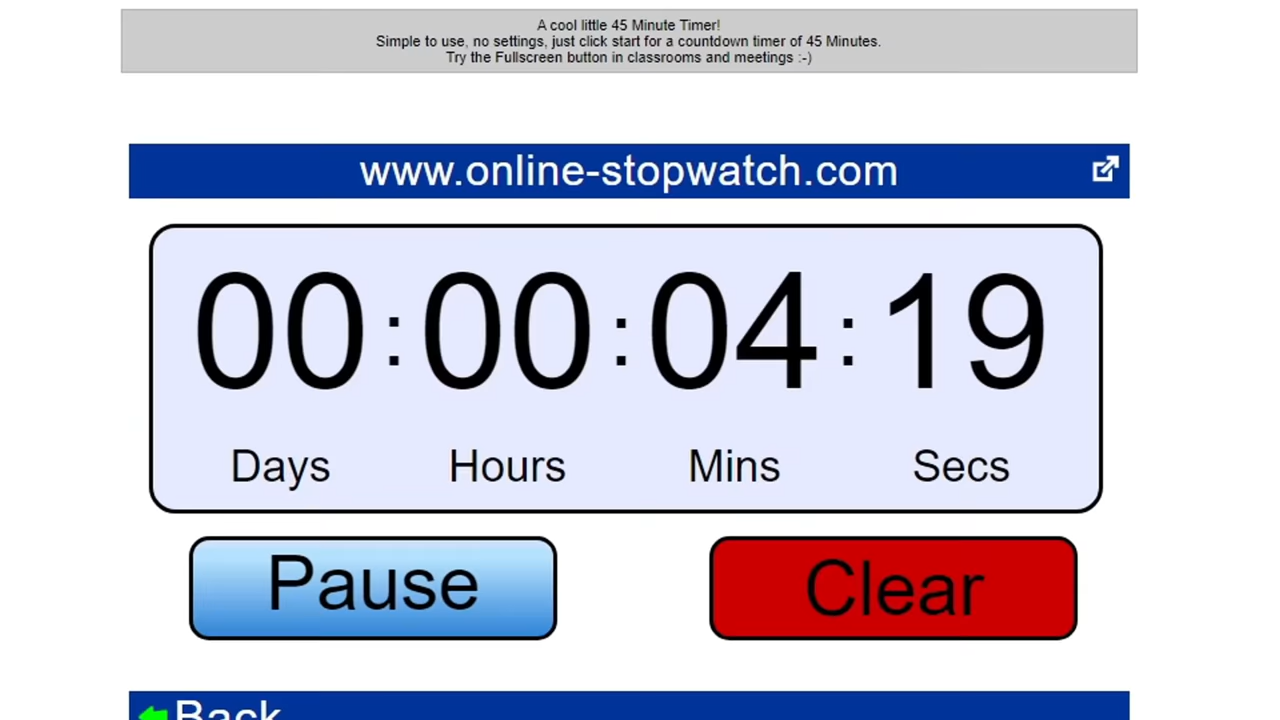 A cool little 45 Minute Timer!
Simple to use, no settings, just click start for a countdown timer of 45 Minutes.
Try the Fullscreen button in classrooms and meetings :-)
www.online-stopwatch.com
00:00:04:19
Days Hours Mins Secs
Pause Clear
Back